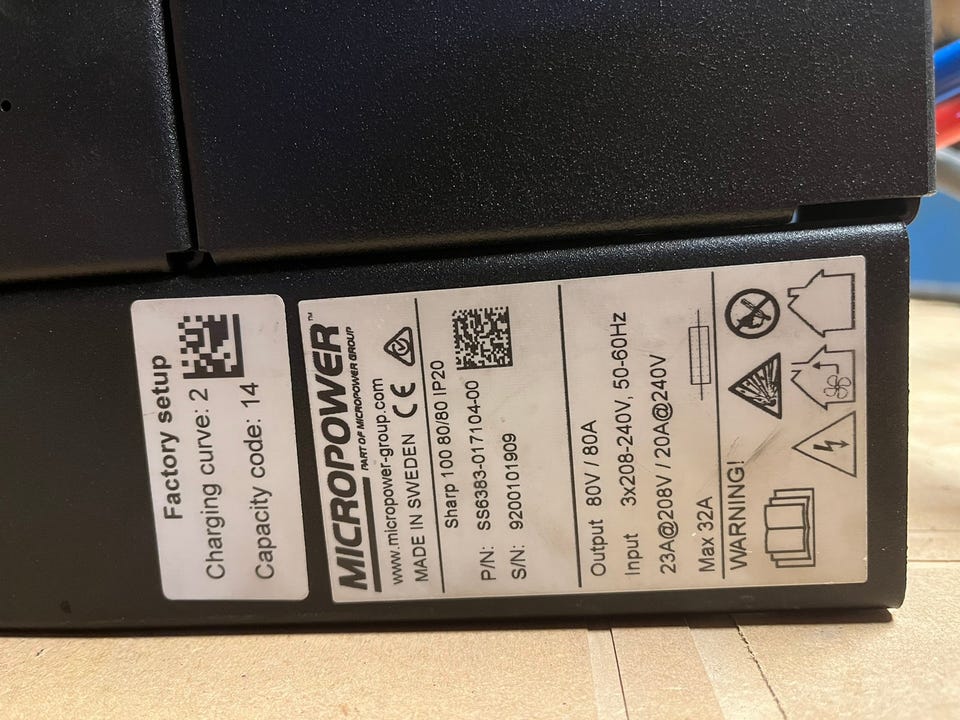 Factory setup
Charging curve: 2
Capacity code: 14
MICROPOWER™
PART OF MICROPOWER GROUP
www.micropower-group.com
MADE IN SWEDEN CE
Sharp 100 80/80 IP20
P/N: SS6383-017104-00
S/N: 9200101909
Output 80V / 80A
Input 3x208-240V, 50-60Hz
23A@208V / 20A@240V
Max 32A
WARNING!